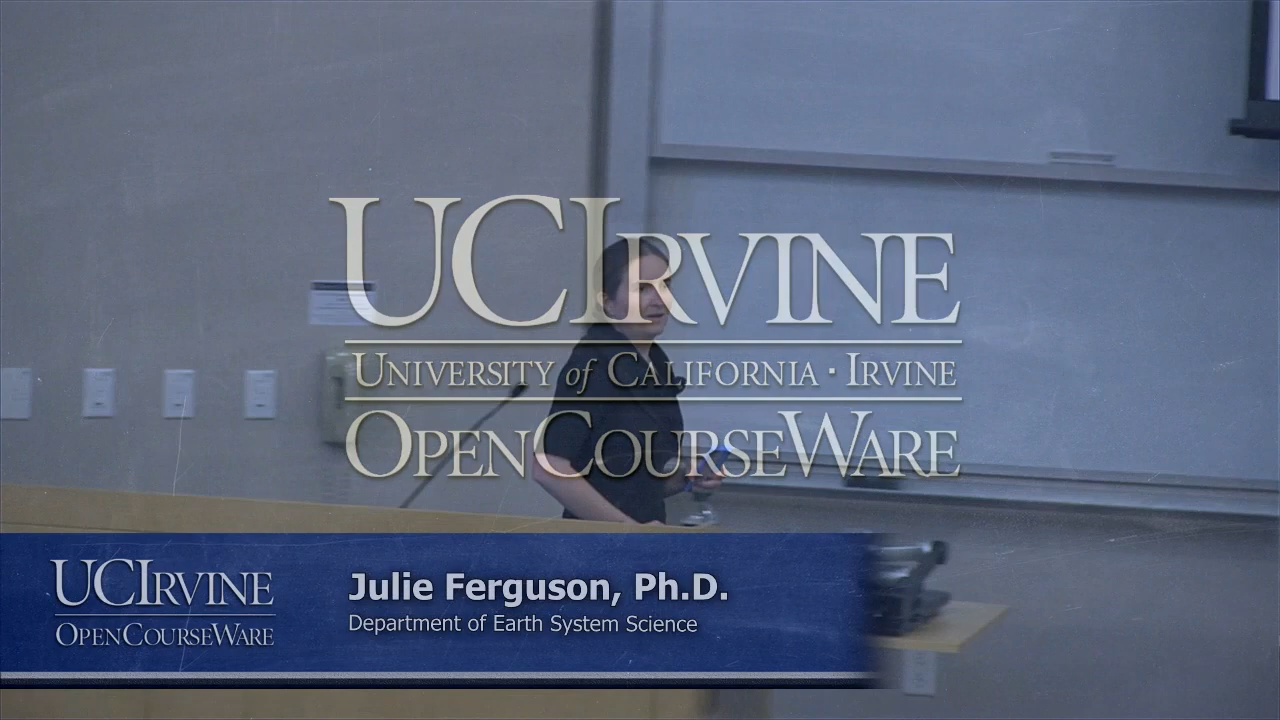 UCIRVINE
UNIVERSITY of CALIFORNIA · IRVINE
OPENCOURSEWARE
UCIRVINE
OPENCOURSEWARE
Julie Ferguson, Ph.D.
Department of Earth System Science